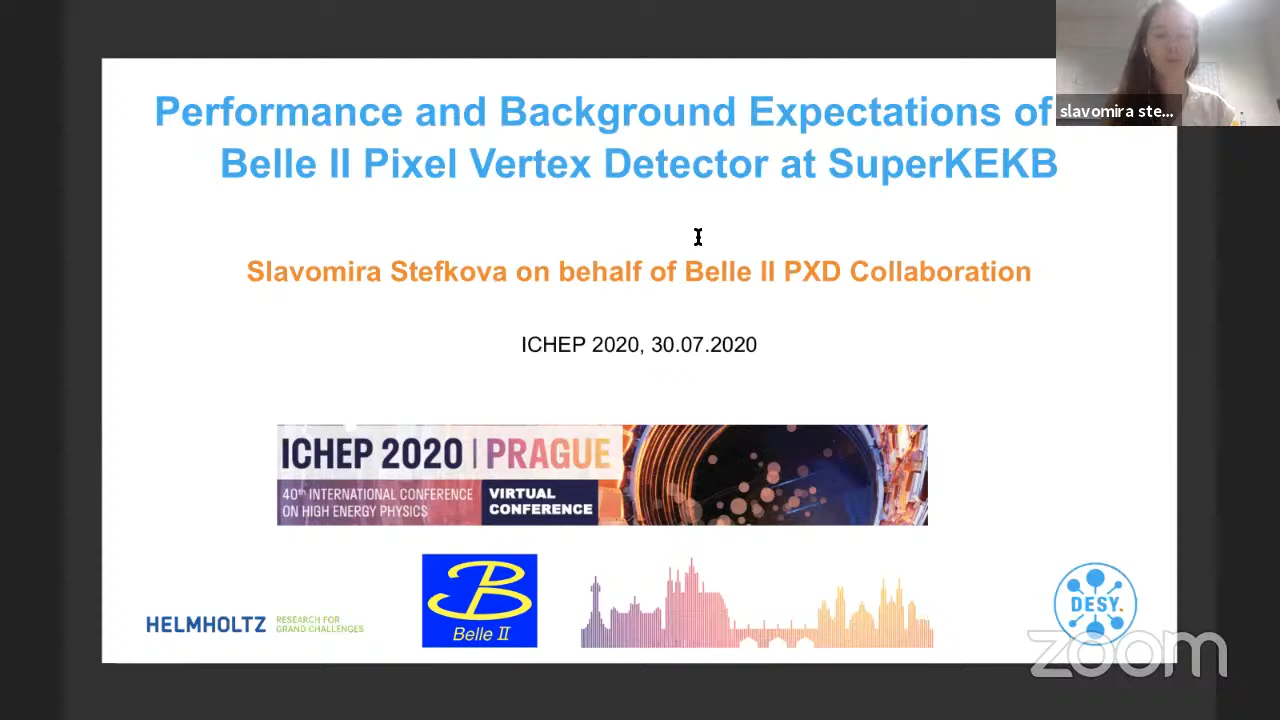 Performance and Background Expectations of
Belle II Pixel Vertex Detector at SuperKEKB
slavomira ste...
Slavomira Stefkova on behalf of Belle II PXD Collaboration
ICHEP 2020, 30.07.2020
ICHEP 2020 | PRAGUE
40th INTERNATIONAL CONFERENCE
ON HIGH ENERGY PHYSICS
VIRTUAL
CONFERENCE
HELMHOLTZ
RESEARCH FOR
GRAND CHALLENGES
B
Belle II
DESY.
zoom